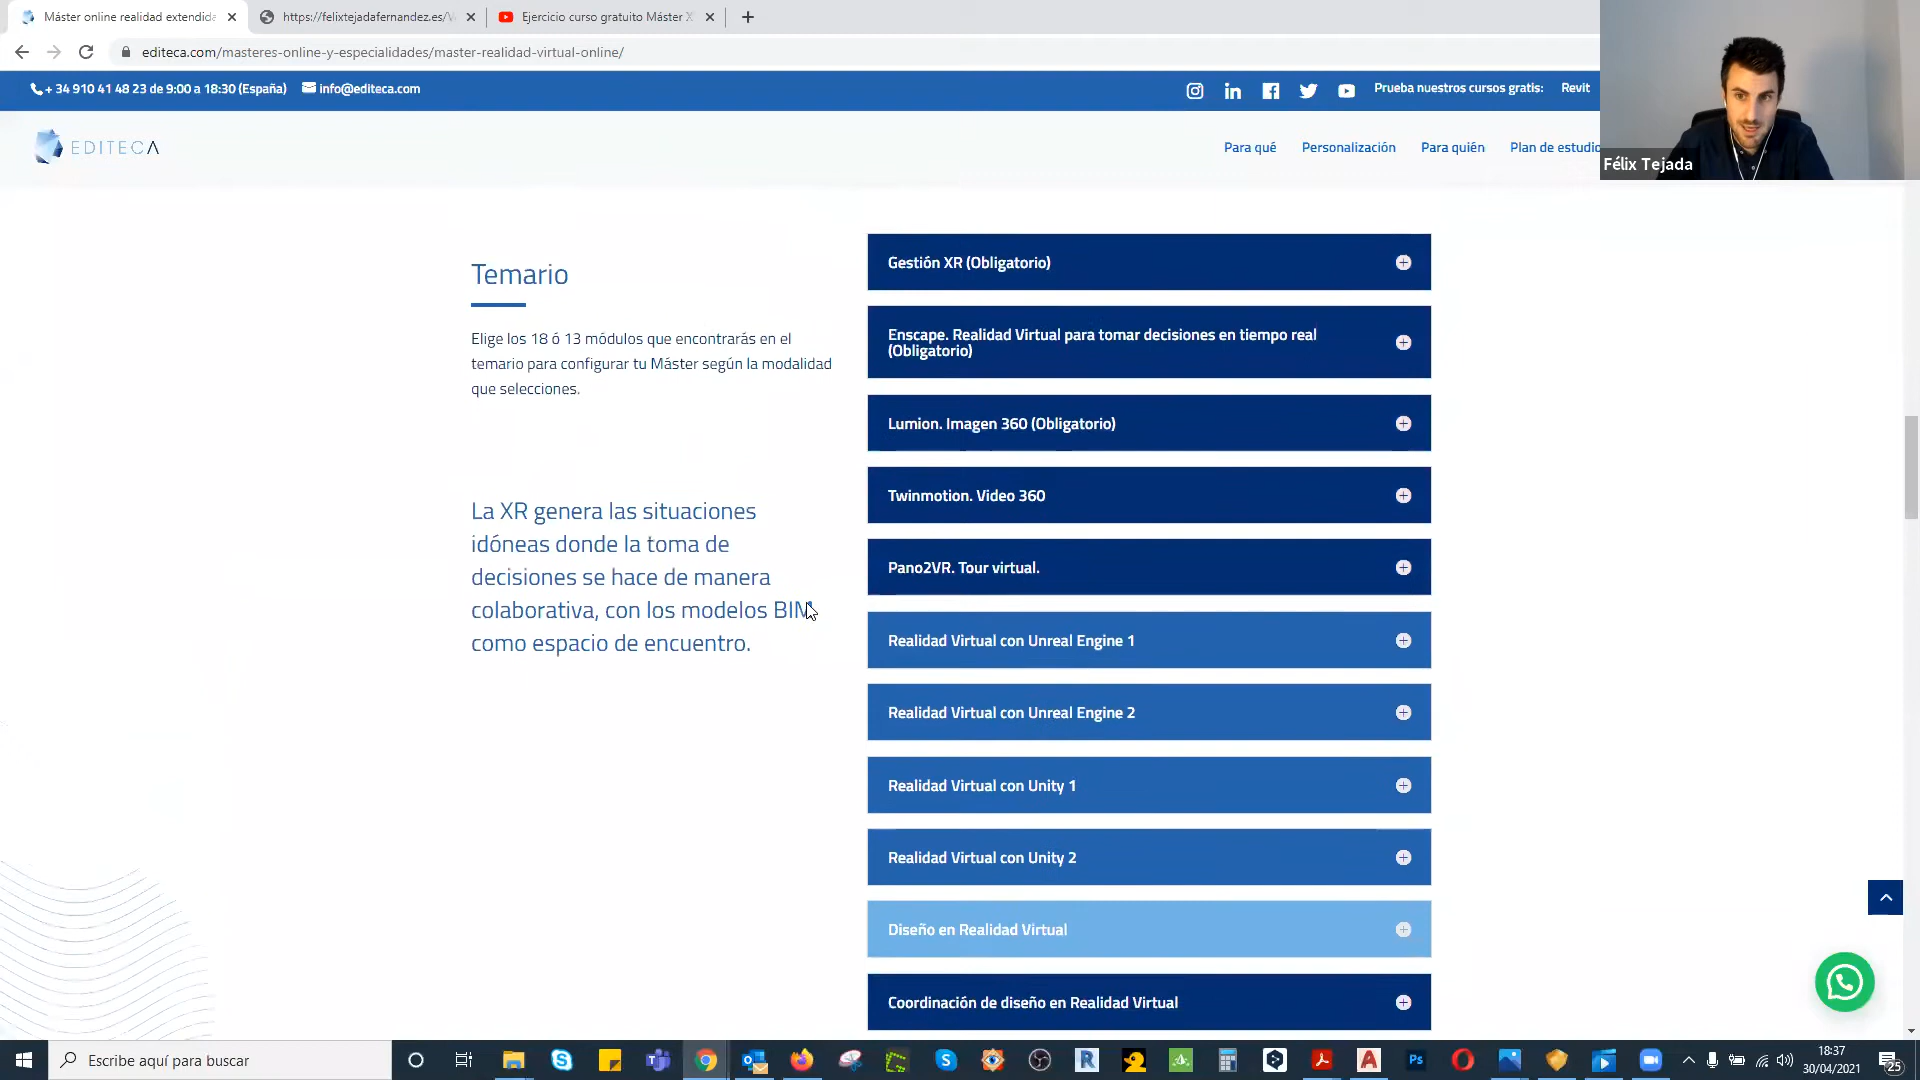 Máster online realidad extendida
https://felixtejadafernandez.es/
Ejercicio curso gratuito Máster X
editeca.com/masteres-online-y-especialidades/master-realidad-virtual-online/
+ 34 910 41 48 23 de 9:00 a 18:30 (España)
info@editeca.com
Prueba nuestros cursos gratis:
Revit
EDITECA
Para qué
Personalización
Para quién
Plan de estudio
Félix Tejada
Temario
Elige los 18 ó 13 módulos que encontrarás en el
temario para configurar tu Máster según la modalidad
que selecciones.
La XR genera las situaciones
idóneas donde la toma de
decisiones se hace de manera
colaborativa, con los modelos BIM
como espacio de encuentro.
Gestión XR (Obligatorio)
Enscape. Realidad Virtual para tomar decisiones en tiempo real
(Obligatorio)
Lumion. Imagen 360 (Obligatorio)
Twinmotion. Video 360
Pano2VR. Tour virtual.
Realidad Virtual con Unreal Engine 1
Realidad Virtual con Unreal Engine 2
Realidad Virtual con Unity 1
Realidad Virtual con Unity 2
Diseño en Realidad Virtual
Coordinación de diseño en Realidad Virtual
Escribe aquí para buscar
18:37
30/04/2021
25